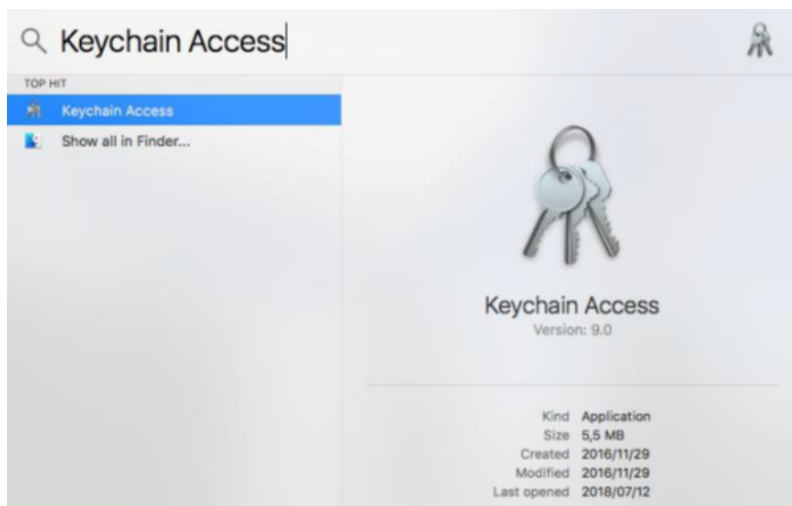 Keychain Access
TOP HIT
Keychain Access
Show all in Finder...
Keychain Access
Version: 9.0
Kind Application
Size 5,5 MB
Created 2016/11/29
Modified 2016/11/29
Last opened 2018/07/12